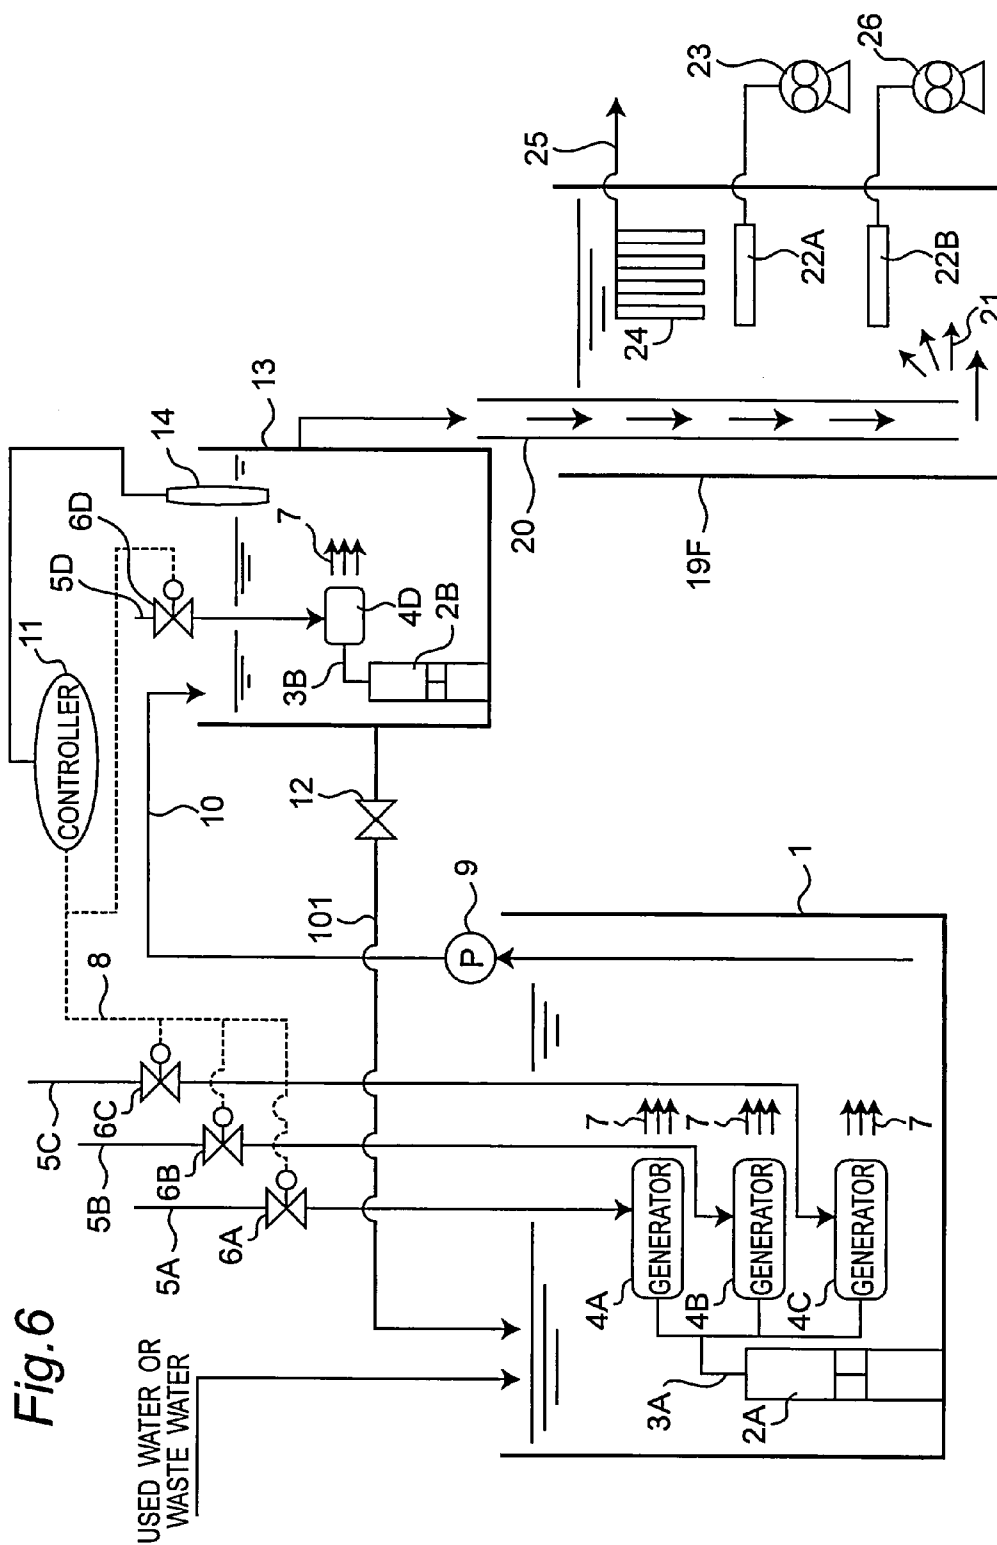 Fig.6
USED WATER OR
WASTE WATER
5A
5B
5C
6A
6B
6C
8
CONTROLLER
11
5D
6D
14
13
10
101
12
9
P
1
7
3B
4D
2B
4A
GENERATOR
7
4B
GENERATOR
7
4C
GENERATOR
7
3A
2A
20
19F
25
24
23
22A
26
22B
21